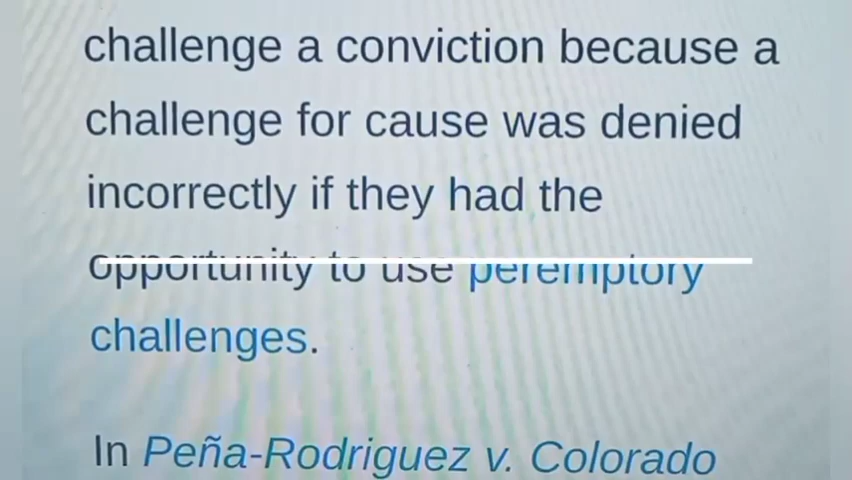 challenge a conviction because a
challenge for cause was denied
incorrectly if they had the
opportunity to use peremptory
challenges.
In Peña-Rodriguez v. Colorado